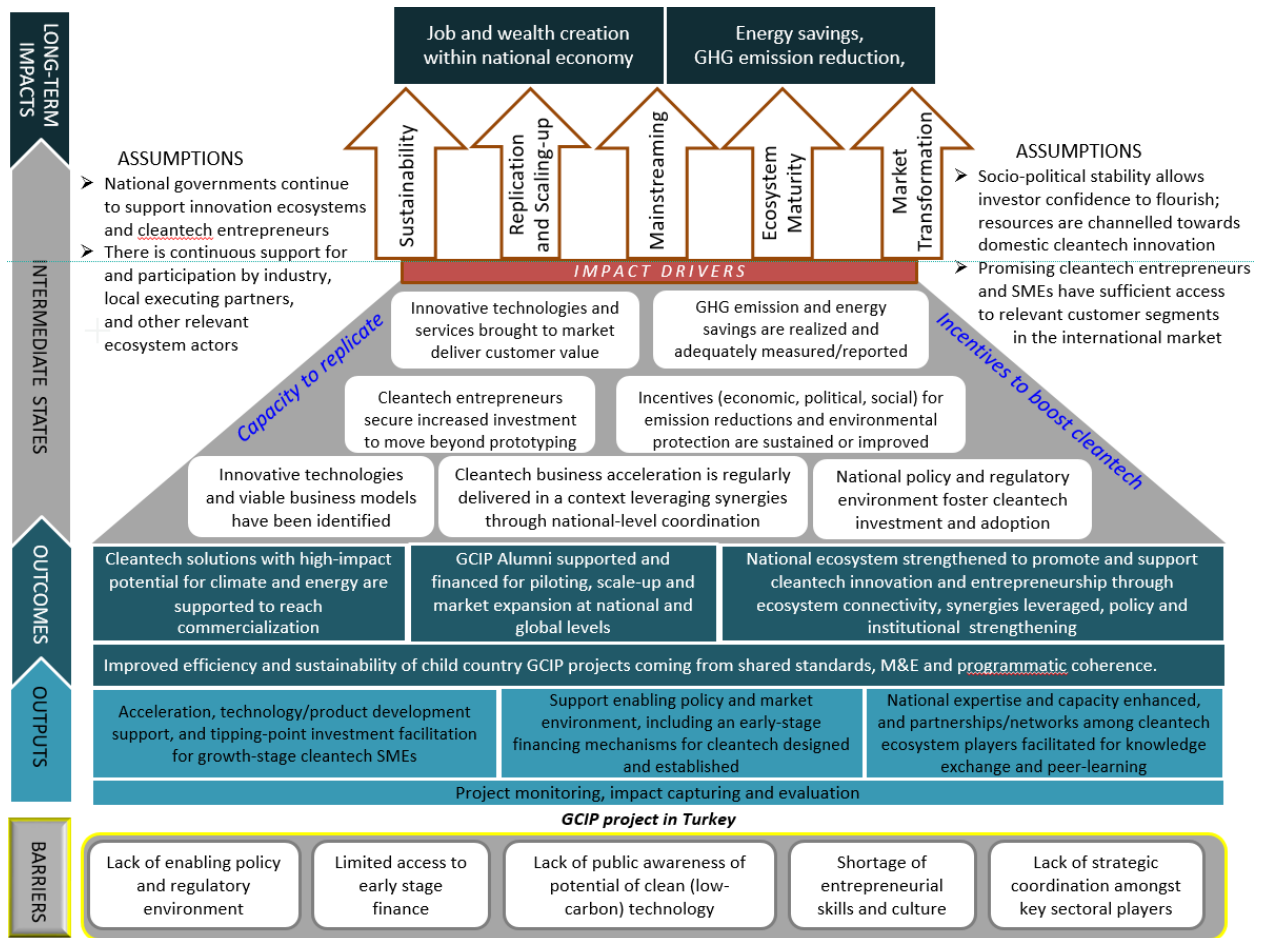 LONG-TERM
IMPACTS
Job and wealth creation
within national economy
Energy savings,
GHG emission reduction,
Sustainability
Replication
and Scaling-up
Mainstreaming
Ecosystem
Maturity
Market
Transformation
ASSUMPTIONS
➢ National governments continue
to support innovation ecosystems
and cleantech entrepreneurs
➢ There is continuous support for
and participation by industry,
local executing partners,
and other relevant
ecosystem actors
ASSUMPTIONS
➢ Socio-political stability allows
investor confidence to flourish;
resources are channelled towards
domestic cleantech innovation
➢ Promising cleantech entrepreneurs
and SMEs have sufficient access
to relevant customer segments
in the international market
IMPACT DRIVERS
INTERMEDIATE STATES
Capacity to replicate
Incentives to boost cleantech
Innovative technologies and
services brought to market
deliver customer value
GHG emission and energy
savings are realized and
adequately measured/reported
Cleantech entrepreneurs
secure increased investment
to move beyond prototyping
Incentives (economic, political, social) for
emission reductions and environmental
protection are sustained or improved
Innovative technologies
and viable business models
have been identified
Cleantech business acceleration is regularly
delivered in a context leveraging synergies
through national-level coordination
National policy and regulatory
environment foster cleantech
investment and adoption
OUTCOMES
Cleantech solutions with high-impact
potential for climate and energy are
supported to reach
commercialization
GCIP Alumni supported and
financed for piloting, scale-up and
market expansion at national and
global levels
National ecosystem strengthened to promote and support
cleantech innovation and entrepreneurship through
ecosystem connectivity, synergies leveraged, policy and
institutional strengthening
Improved efficiency and sustainability of child country GCIP projects coming from shared standards, M&E and programmatic coherence.
OUTPUTS
Acceleration, technology/product development
support, and tipping-point investment facilitation
for growth-stage cleantech SMEs
Support enabling policy and market
environment, including an early-stage
financing mechanisms for cleantech designed
and established
National expertise and capacity enhanced,
and partnerships/networks among cleantech
ecosystem players facilitated for knowledge
exchange and peer-learning
Project monitoring, impact capturing and evaluation
GCIP project in Turkey
BARRIERS
Lack of enabling policy
and regulatory
environment
Limited access to
early stage
finance
Lack of public awareness of
potential of clean (low-
carbon) technology
Shortage of
entrepreneurial
skills and culture
Lack of strategic
coordination amongst
key sectoral players